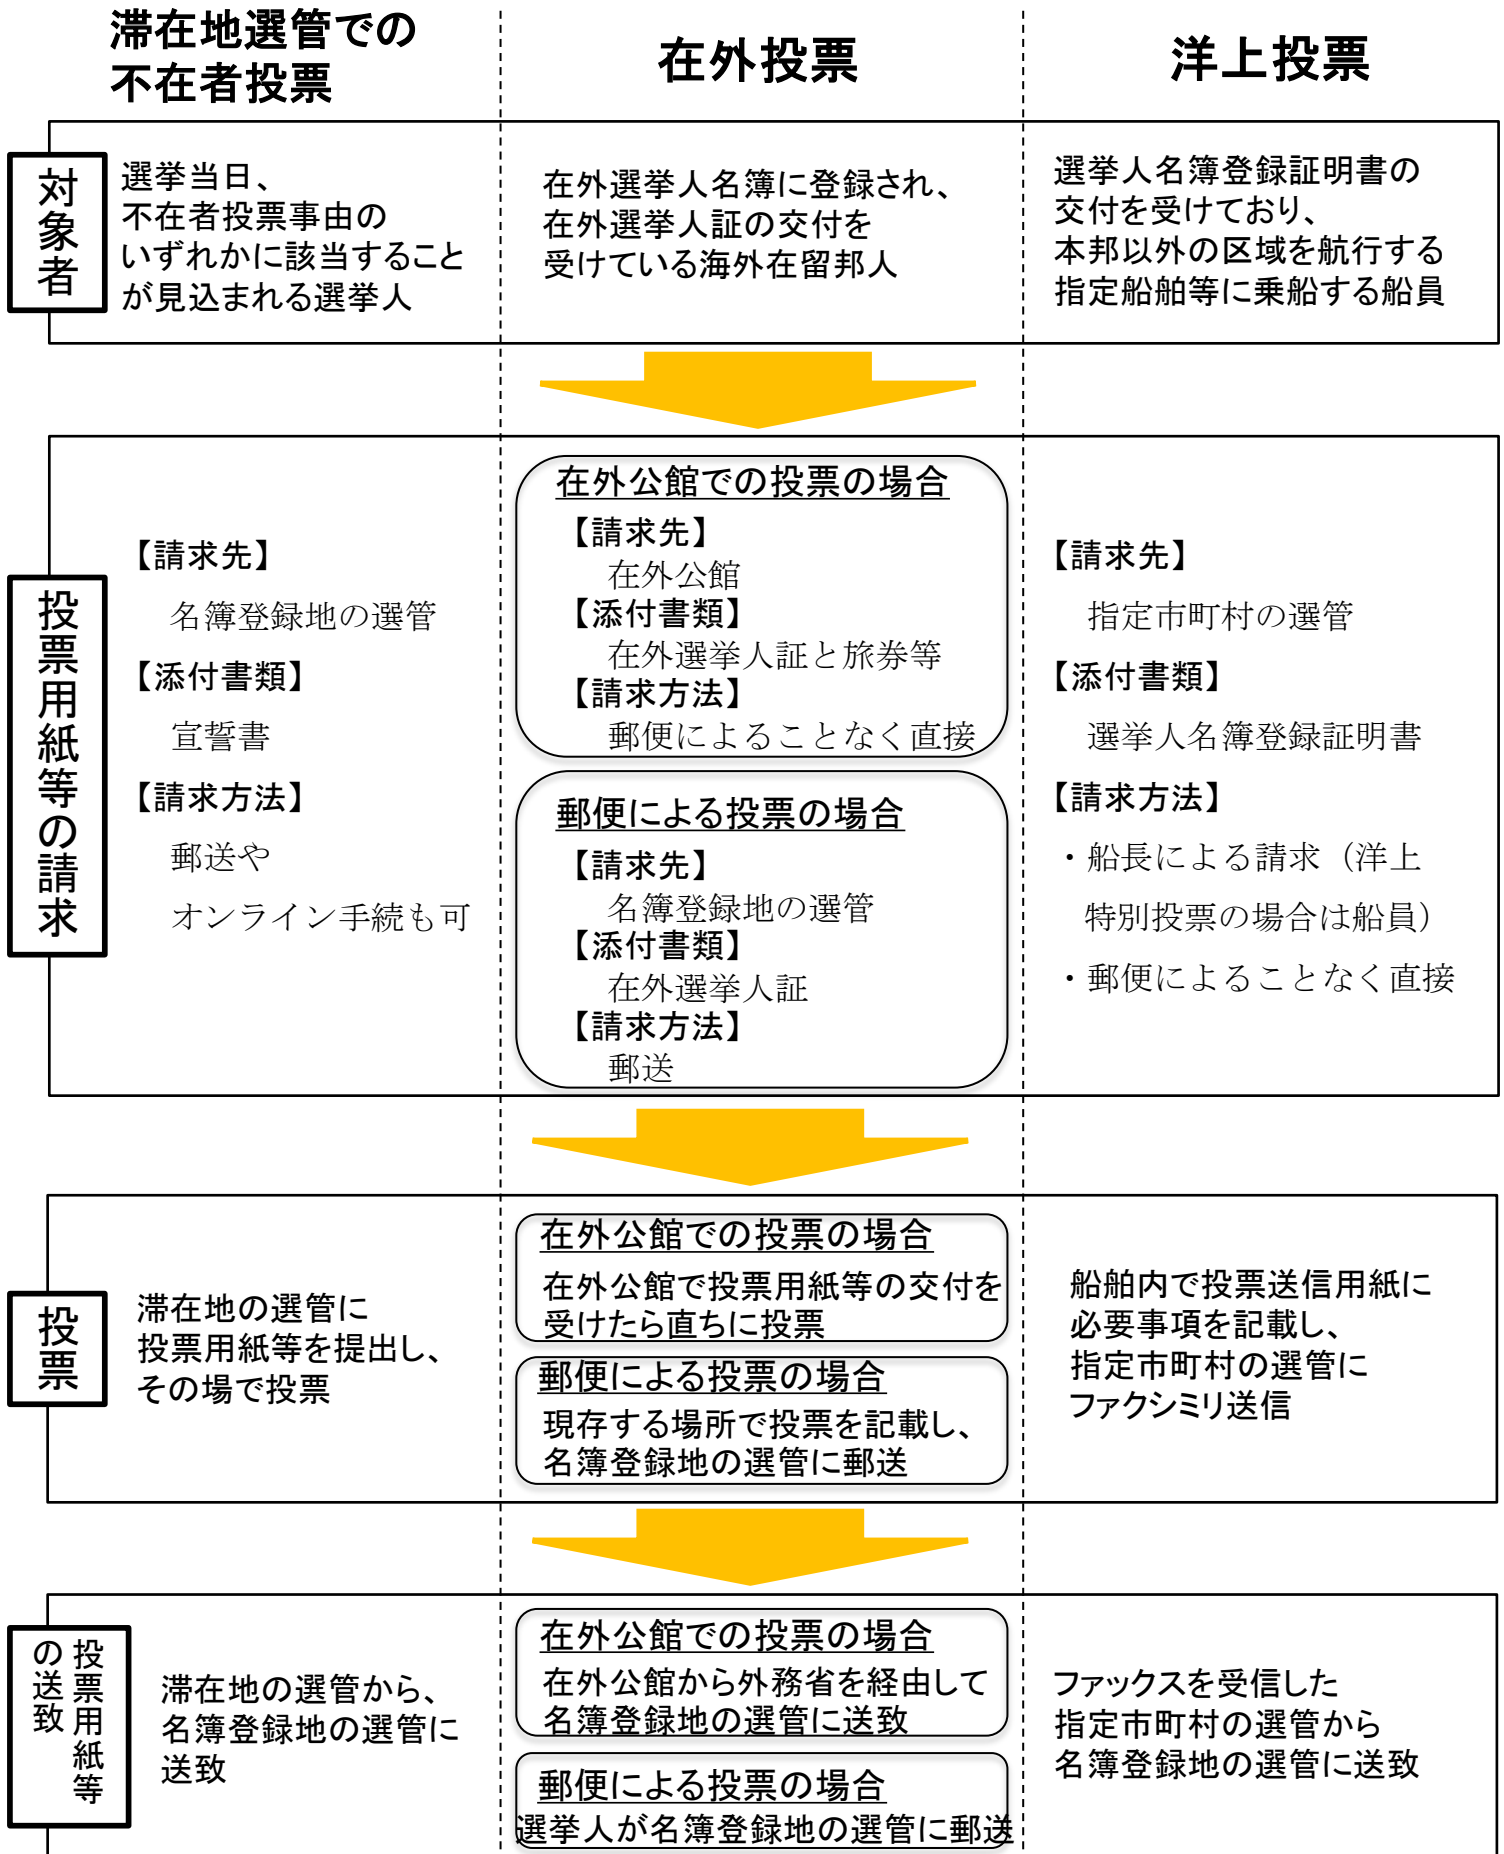 滞在地選管での
不在者投票
在外投票
洋上投票
対象者
選挙当日、
不在者投票事由の
いずれかに該当すること
が見込まれる選挙人
在外選挙人名簿に登録され、
在外選挙人証の交付を
受けている海外在留邦人
選挙人名簿登録証明書の
交付を受けており、
本邦以外の区域を航行する
指定船舶等に乗船する船員
投票用紙等の請求
【請求先】
名簿登録地の選管
【添付書類】
宣誓書
【請求方法】
郵送や
オンライン手続も可
在外公館での投票の場合
【請求先】
在外公館
【添付書類】
在外選挙人証と旅券等
【請求方法】
郵便によることなく直接
郵便による投票の場合
【請求先】
名簿登録地の選管
【添付書類】
在外選挙人証
【請求方法】
郵送
【請求先】
指定市町村の選管
【添付書類】
選挙人名簿登録証明書
【請求方法】
・船長による請求（洋上
特別投票の場合は船員）
・郵便によることなく直接
投票
滞在地の選管に
投票用紙等を提出し、
その場で投票
在外公館での投票の場合
在外公館で投票用紙等の交付を
受けたら直ちに投票
郵便による投票の場合
現存する場所で投票を記載し、
名簿登録地の選管に郵送
船舶内で投票送信用紙に
必要事項を記載し、
指定市町村の選管に
ファクシミリ送信
投票用紙等
の送致
滞在地の選管から、
名簿登録地の選管に
送致
在外公館での投票の場合
在外公館から外務省を経由して
名簿登録地の選管に送致
郵便による投票の場合
選挙人が名簿登録地の選管に郵送
ファックスを受信した
指定市町村の選管から
名簿登録地の選管に送致